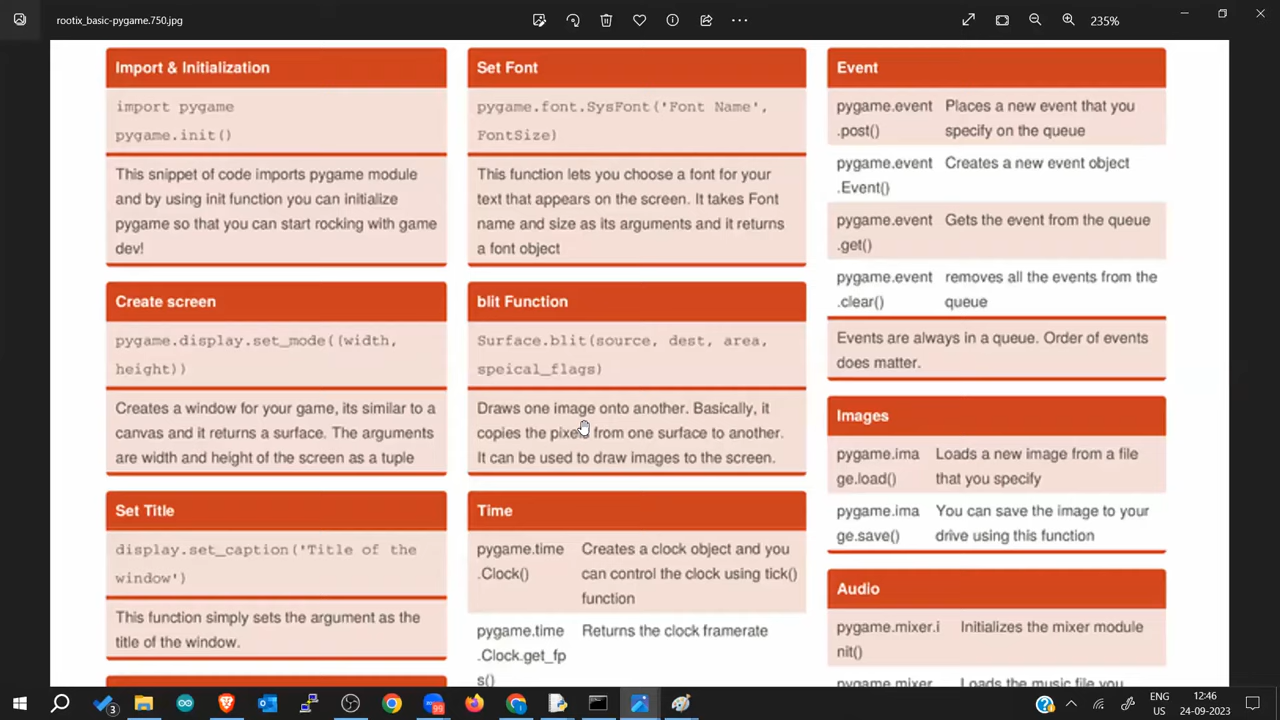 rootix_basic-pygame.750.jpg
235%
Import & Initialization
import pygame
pygame.init()
This snippet of code imports pygame module
and by using init function you can initialize
pygame so that you can start rocking with game
dev!
Create screen
pygame.display.set_mode((width,
height))
Creates a window for your game, its similar to a
canvas and it returns a surface. The arguments
are width and height of the screen as a tuple
Set Title
display.set_caption('Title of the
window')
This function simply sets the argument as the
title of the window.
Set Font
pygame.font.SysFont('Font Name',
FontSize)
This function lets you choose a font for your
text that appears on the screen. It takes Font
name and size as its arguments and it returns
a font object
blit Function
Surface.blit(source, dest, area,
speical_flags)
Draws one image onto another. Basically, it
copies the pixels from one surface to another.
It can be used to draw images to the screen.
Time
pygame.time Creates a clock object and you
.Clock() can control the clock using tick()
function
pygame.time Returns the clock framerate
.Clock.get_fp
s()
Event
pygame.event Places a new event that you
.post() specify on the queue
pygame.event Creates a new event object
.Event()
pygame.event Gets the event from the queue
.get()
pygame.event removes all the events from the
.clear() queue
Events are always in a queue. Order of events
does matter.
Images
pygame.ima Loads a new image from a file
ge.load() that you specify
pygame.ima You can save the image to your
ge.save() drive using this function
Audio
pygame.mixer.i Initializes the mixer module
nit()
pygame.mixer Loads the music file you
3
99
ENG
US
12:46
24-09-2023